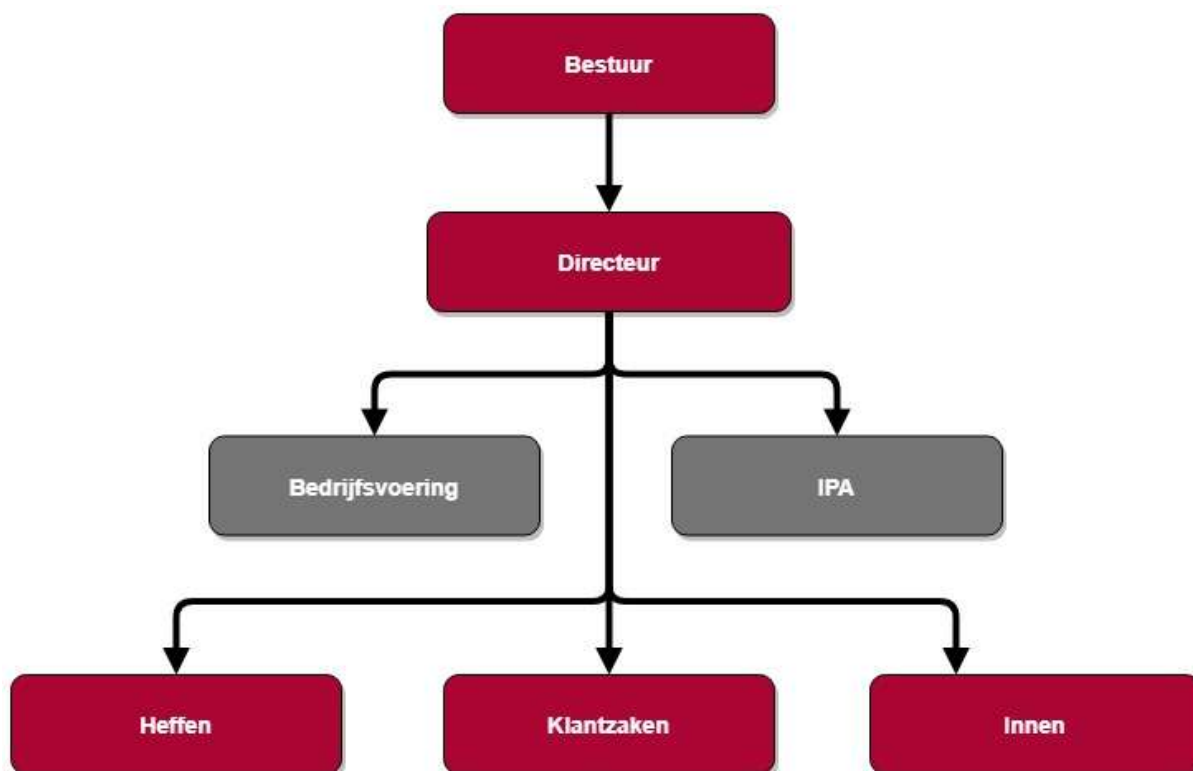 Bestuur
Directeur
Bedrijfsvoering
IPA
Heffen
Klantzaken
Innen